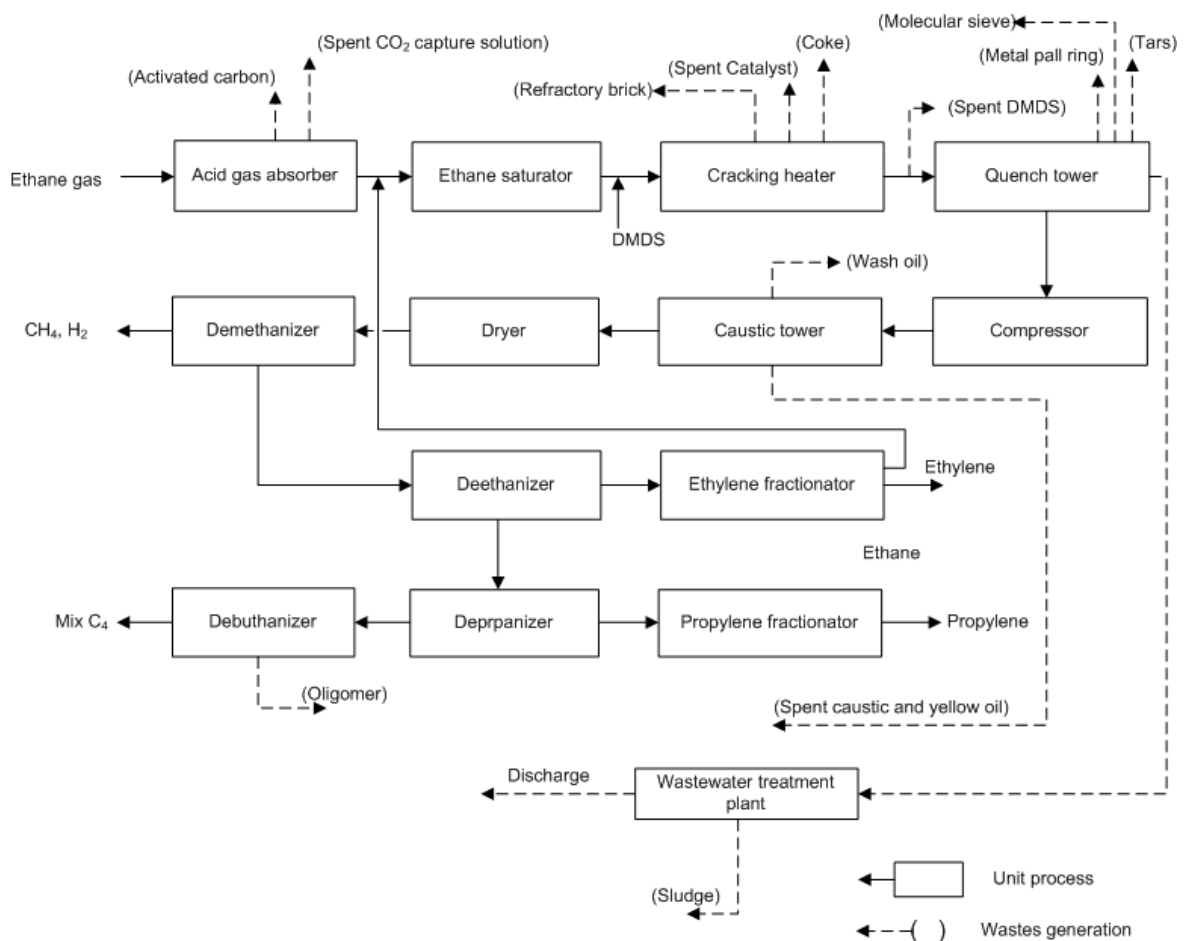 (Spent CO₂ capture solution)
(Activated carbon)
(Refractory brick)
(Spent Catalyst)
(Coke)
(Molecular sieve)
(Metal pall ring)
(Tars)
(Spent DMDS)
Ethane gas
Acid gas absorber
Ethane saturator
Cracking heater
Quench tower
DMDS
(Wash oil)
CH₄, H₂
Demethanizer
Dryer
Caustic tower
Compressor
Deethanizer
Ethylene fractionator
Ethylene
Ethane
Mix C₄
Debuthanizer
Deprpanizer
Propylene fractionator
Propylene
(Oligomer)
(Spent caustic and yellow oil)
Discharge
Wastewater treatment
plant
(Sludge)
Unit process
( )
Wastes generation